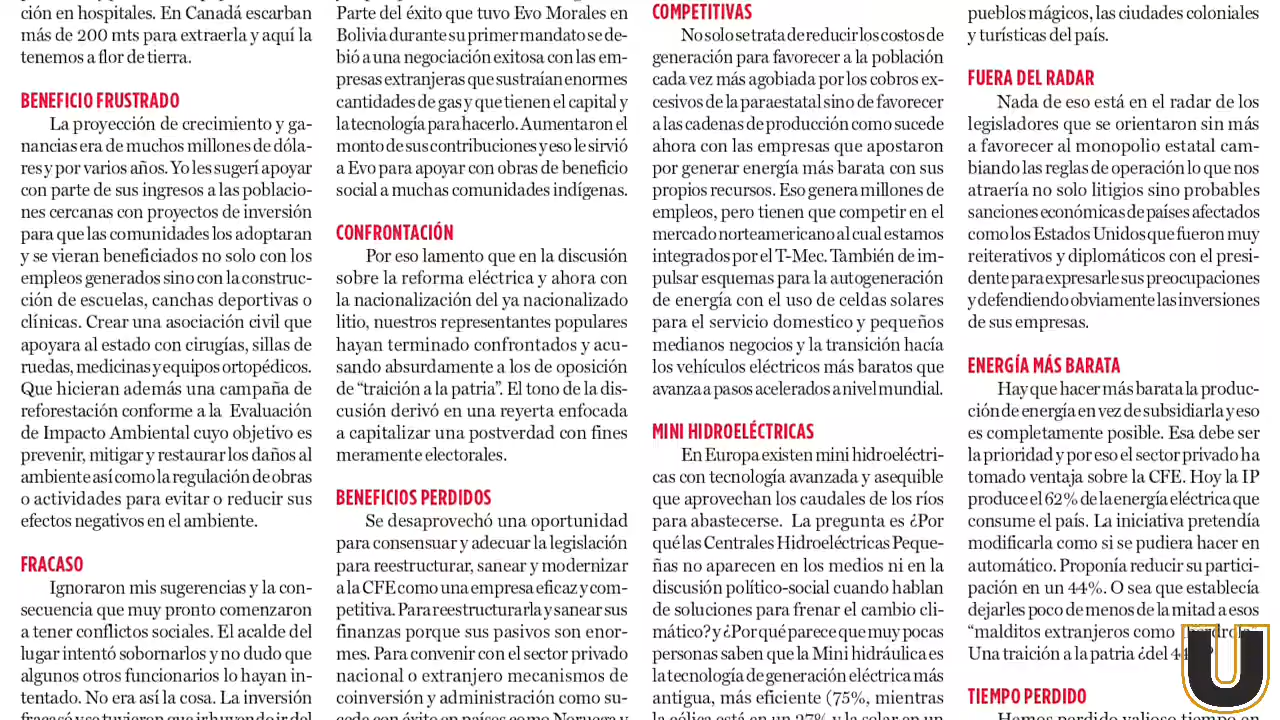 ción en hospitales. En Canadá escarban
más de 200 mts para extraerla y aquí la
tenemos a flor de tierra.
BENEFICIO FRUSTRADO
La proyección de crecimiento y ga-
nancias era de muchos millones de dóla-
res y por varios años. Yo les sugerí apoyar
con parte de sus ingresos a las poblacio-
nes cercanas con proyectos de inversión
para que las comunidades los adoptaran
y se vieran beneficiados no solo con los
empleos generados sino con la construc-
ción de escuelas, canchas deportivas o
clínicas. Crear una asociación civil que
apoyara al estado con cirugías, sillas de
ruedas, medicinas y equipos ortopédicos.
Que hicieran además una campaña de
reforestación conforme a la Evaluación
de Impacto Ambiental cuyo objetivo es
prevenir, mitigar y restaurar los daños al
ambiente así como la regulación de obras
o actividades para evitar o reducir sus
efectos negativos en el ambiente.
FRACASO
Ignoraron mis sugerencias y la con-
secuencia que muy pronto comenzaron
a tener conflictos sociales. El acalde del
lugar intentó sobornarlos y no dudo que
algunos otros funcionarios lo hayan in-
tentado. No era así la cosa. La inversión
fracasó y se tuvieron que ir huyendo ir del
Parte del éxito que tuvo Evo Morales en
Bolivia durante su primer mandato se de-
bió a una negociación exitosa con las em-
presas extranjeras que sustraían enormes
cantidades de gas y que tienen el capital y
la tecnología para hacerlo. Aumentaron el
monto de sus contribuciones y eso le sirvió
a Evo para apoyar con obras de beneficio
social a muchas comunidades indígenas.
CONFRONTACIÓN
Por eso lamento que en la discusión
sobre la reforma eléctrica y ahora con
la nacionalización del ya nacionalizado
litio, nuestros representantes populares
hayan terminado confrontados y acu-
sando absurdamente a los de oposición
de “traición a la patria”. El tono de la dis-
cusión derivó en una reyerta enfocada
a capitalizar una postverdad con fines
meramente electorales.
BENEFICIOS PERDIDOS
Se desaprovechó una oportunidad
para consensuar y adecuar la legislación
para reestructurar, sanear y modernizar
a la CFE como una empresa eficaz y com-
petitiva. Para reestructurarla y sanear sus
finanzas porque sus pasivos son enor-
mes. Para convenir con el sector privado
nacional o extranjero mecanismos de
coinversión y administración como su-
cede con éxito en países como Noruega y
COMPETITIVAS
No solo se trata de reducir los costos de
generación para favorecer a la población
cada vez más agobiada por los cobros ex-
cesivos de la paraestatal sino de favorecer
a las cadenas de producción como sucede
ahora con las empresas que apostaron
por generar energía más barata con sus
propios recursos. Eso genera millones de
empleos, pero tienen que competir en el
mercado norteamericano al cual estamos
integrados por el T-Mec. También de im-
pulsar esquemas para la autogeneración
de energía con el uso de celdas solares
para el servicio domestico y pequeños
medianos negocios y la transición hacía
los vehículos eléctricos más baratos que
avanza a pasos acelerados a nivel mundial.
MINI HIDROELÉCTRICAS
En Europa existen mini hidroeléctri-
cas con tecnología avanzada y asequible
que aprovechan los caudales de los ríos
para abastecerse. La pregunta es ¿Por
qué las Centrales Hidroeléctricas Peque-
ñas no aparecen en los medios ni en la
discusión político-social cuando hablan
de soluciones para frenar el cambio cli-
mático? y ¿Por qué parece que muy pocas
personas saben que la Mini hidráulica es
la tecnología de generación eléctrica más
antigua, más eficiente (75%, mientras
la eólica está en un 27% y la solar en un
pueblos mágicos, las ciudades coloniales
y turísticas del país.
FUERA DEL RADAR
Nada de eso está en el radar de los
legisladores que se orientaron sin más
a favorecer al monopolio estatal cam-
biando las reglas de operación lo que nos
atraería no solo litigios sino probables
sanciones económicas de países afectados
como los Estados Unidos que fueron muy
reiterativos y diplomáticos con el presi-
dente para expresarle sus preocupaciones
y defendiendo obviamente las inversiones
de sus empresas.
ENERGÍA MÁS BARATA
Hay que hacer más barata la produc-
ción de energía en vez de subsidiarla y eso
es completamente posible. Esa debe ser
la prioridad y por eso el sector privado ha
tomado ventaja sobre la CFE. Hoy la IP
produce el 62% de la energía eléctrica que
consume el país. La iniciativa pretendía
modificarla como si se pudiera hacer en
automático. Proponía reducir su partici-
pación en un 44%. O sea que establecía
dejarles poco de menos de la mitad a esos
“malditos extranjeros como
Una traición a la patria ¿del
TIEMPO PERDIDO
Hemos perdido valioso tiempo en
U